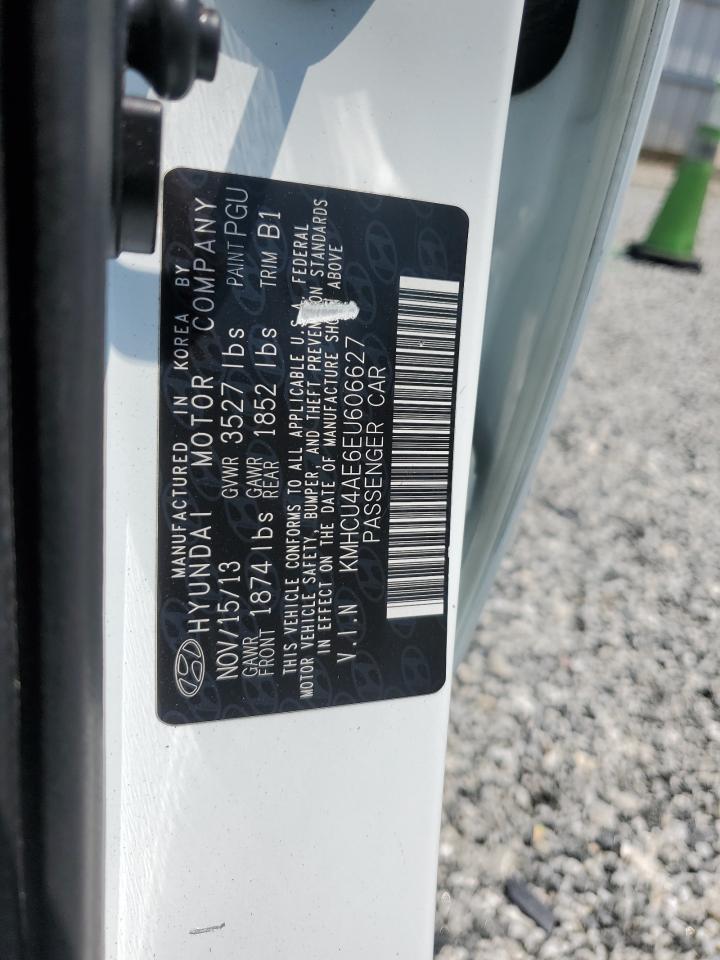 MANUFACTURED IN KOREA BY
HYUNDAI MOTOR COMPANY
NOV/15/13 GVWR 3527 lbs PAINT PGU
GAWR FRONT 1874 lbs GAWR REAR 1852 lbs TRIM B1
THIS VEHICLE CONFORMS TO ALL APPLICABLE U.S.A. FEDERAL
MOTOR VEHICLE SAFETY, BUMPER, AND THEFT PREVENTION STANDARDS
IN EFFECT ON THE DATE OF MANUFACTURE SHOWN ABOVE
V.I.N KMHCU4AE6EU606627
PASSENGER CAR